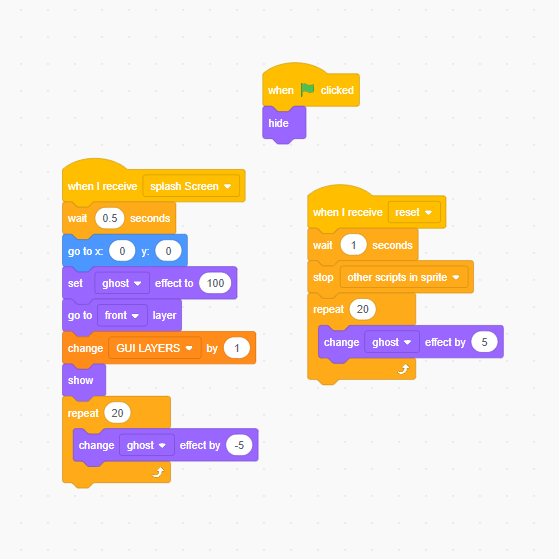 when clicked
hide
when I receive splash Screen
wait 0.5 seconds
go to x: 0 y: 0
set ghost effect to 100
go to front layer
change GUI LAYERS by 1
show
repeat 20
change ghost effect by -5
when I receive reset
wait 1 seconds
stop other scripts in sprite
repeat 20
change ghost effect by 5